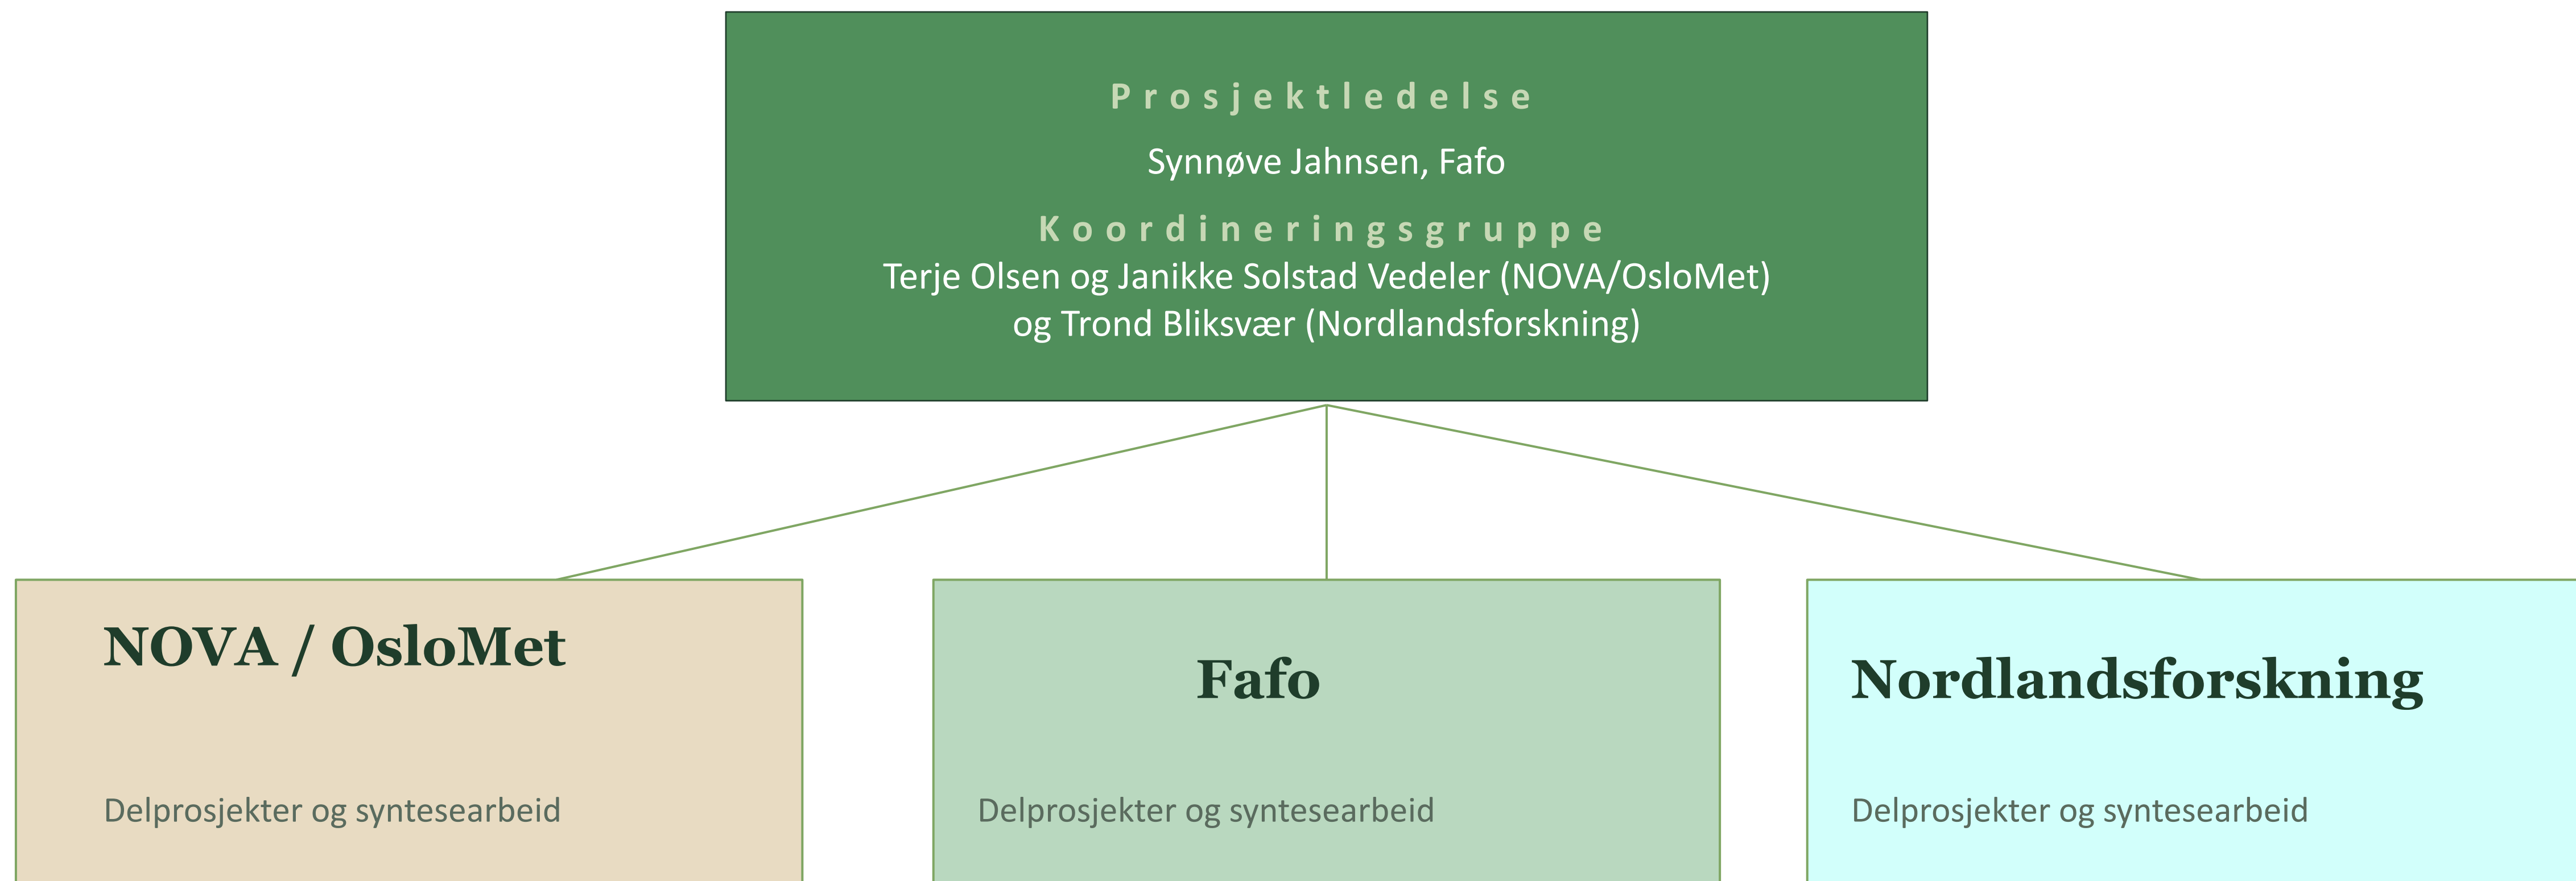 Prosjektledelse
Synnøve Jahnsen, Fafo
Koordineringsgruppe
Terje Olsen og Janikke Solstad Vedeler (NOVA/OsloMet)
og Trond Bliksvær (Nordlandsforskning)
NOVA / OsloMet
Delprosjekter og syntesearbeid
Fafo
Delprosjekter og syntesearbeid
Nordlandsforskning
Delprosjekter og syntesearbeid